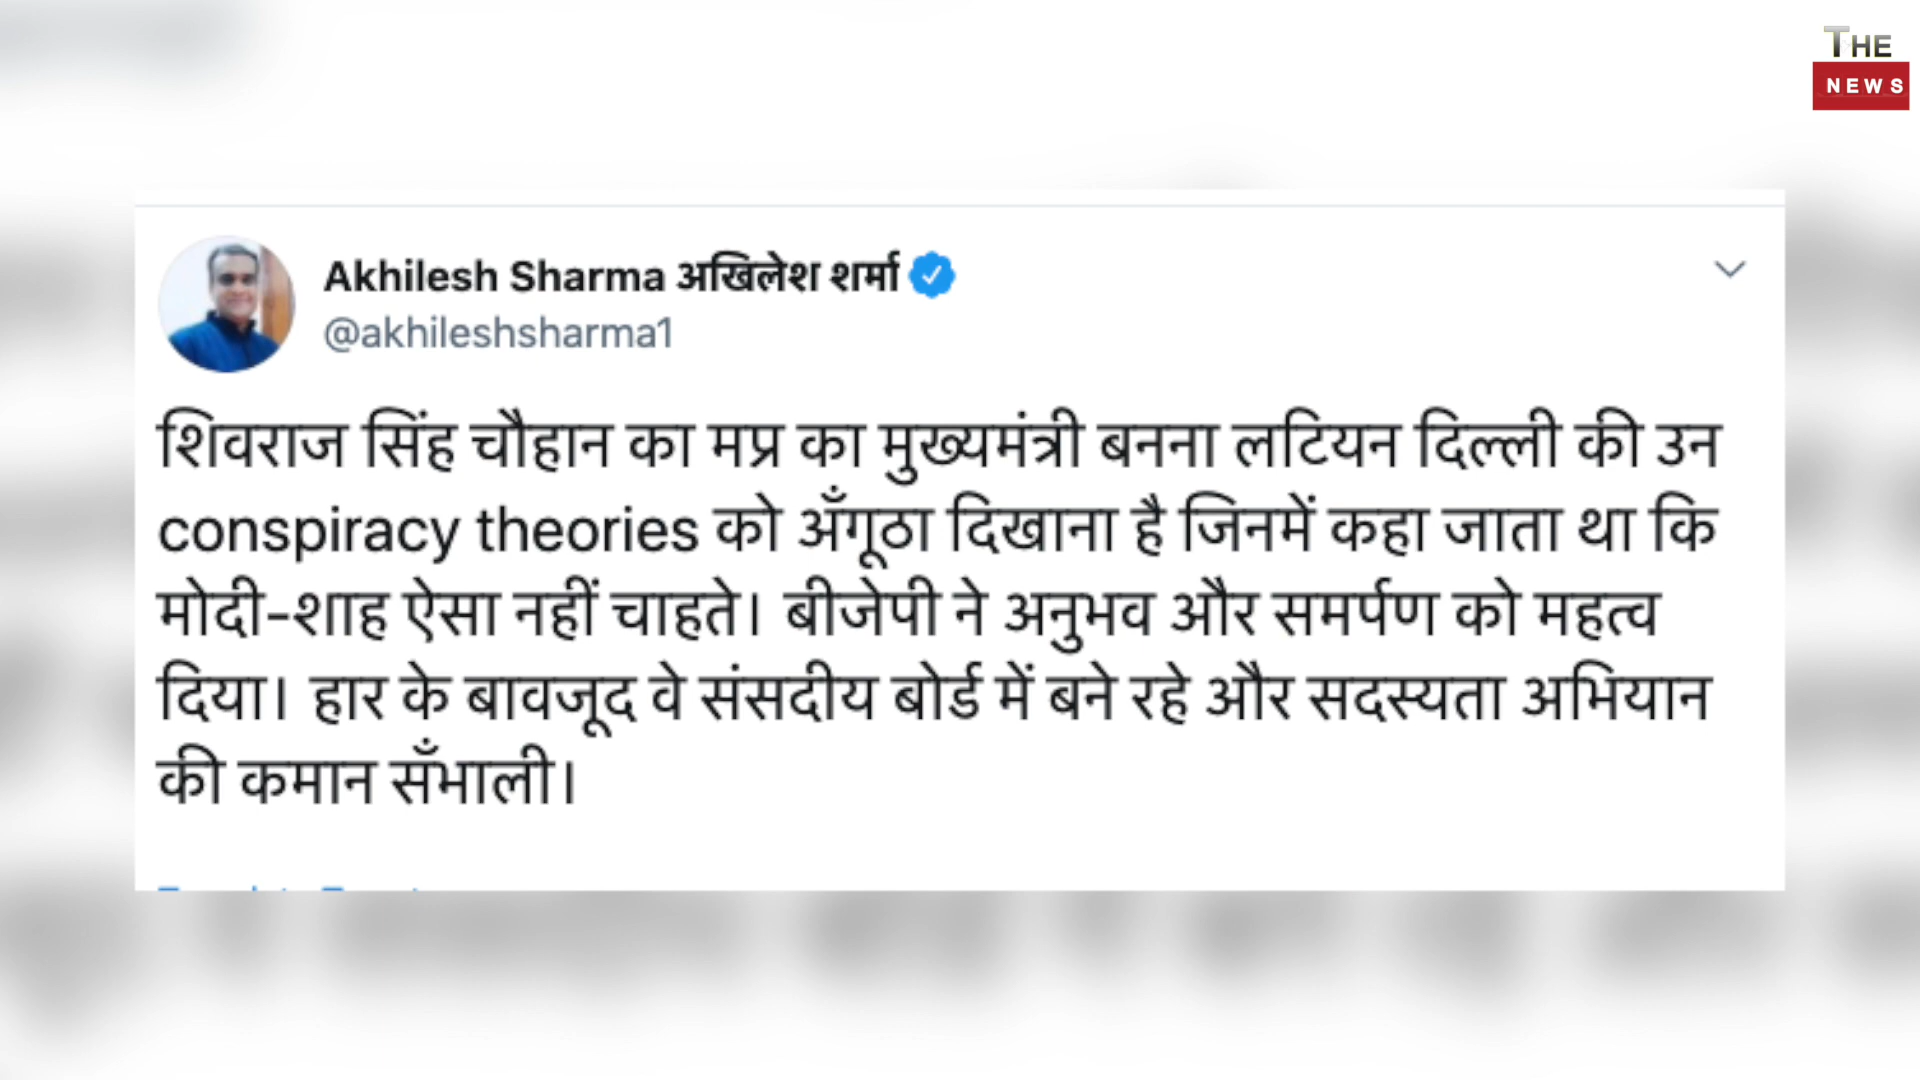 THE
NEWS
Akhilesh Sharma अखिलेश शर्मा
@akhileshsharma1
शिवराज सिंह चौहान का मप्र का मुख्यमंत्री बनना लटियन दिल्ली की उन
conspiracy theories को अँगूठा दिखाना है जिनमें कहा जाता था कि
मोदी-शाह ऐसा नहीं चाहते। बीजेपी ने अनुभव और समर्पण को महत्व
दिया। हार के बावजूद वे संसदीय बोर्ड में बने रहे और सदस्यता अभियान
की कमान सँभाली।